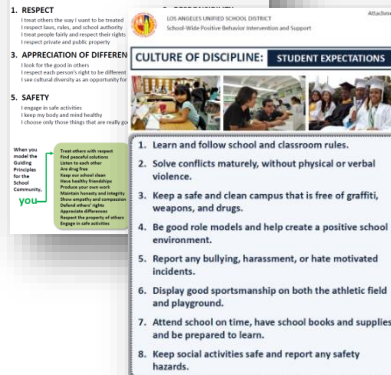 1. RESPECT
I treat others the way I want to be treated
I respect laws, rules, and school authority
I treat people fairly and respect their rights
I respect private and public property
3. APPRECIATION OF DIFFEREN
I look for the good in others
I respect each person's right to be different
I see cultural diversity as an opportunity for
5. SAFETY
I engage in safe activities
I keep my body and mind healthy
I choose only those things that are really go
When you
model the
Guiding
Principles
for the
School
Community,
you
Treat others with respect
Find peaceful solutions
Listen to each other
Are drug free
Keep our school clean
Have healthy friendships
Produce your own work
Maintain honesty and integrity
Show empathy and compassion
Defend others' rights
Appreciate differences
Respect the property of others
Engage in safe activities
Attachme
LOS ANGELES UNIFIED SCHOOL DISTRICT
School-Wide Positive Behavior Intervention and Support
CULTURE OF DISCIPLINE: STUDENT EXPECTATIONS
1. Learn and follow school and classroom rules.
2. Solve conflicts maturely, without physical or verbal
violence.
3. Keep a safe and clean campus that is free of graffiti,
weapons, and drugs.
4. Be good role models and help create a positive school
environment.
5. Report any bullying, harassment, or hate motivated
incidents.
6. Display good sportsmanship on both the athletic field
and playground.
7. Attend school on time, have school books and supplies
and be prepared to learn.
8. Keep social activities safe and report any safety
hazards.